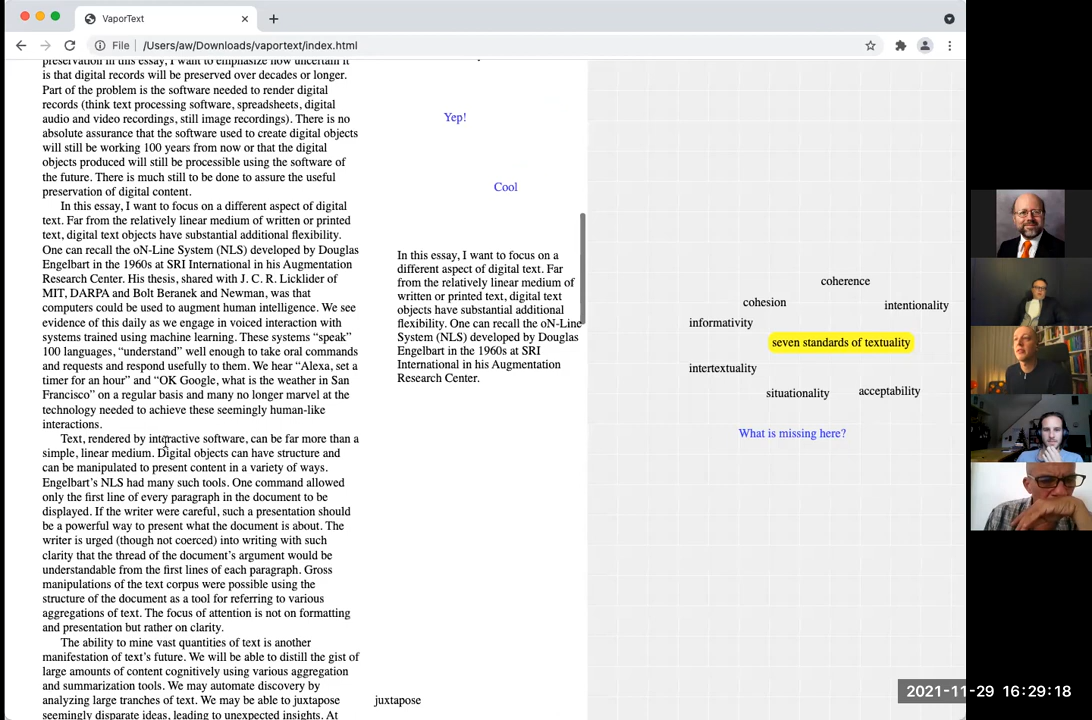 VaporText
File
/Users/aw/Downloads/vaportext/index.html
preservation in this essay, I want to emphasize how uncertain it
is that digital records will be preserved over decades or longer.
Part of the problem is the software needed to render digital
records (think text processing software, spreadsheets, digital
audio and video recordings, still image recordings). There is no
absolute assurance that the software used to create digital objects
will still be working 100 years from now or that the digital
objects produced will still be processible using the software of
the future. There is much still to be done to assure the useful
preservation of digital content.
In this essay, I want to focus on a different aspect of digital
text. Far from the relatively linear medium of written or printed
text, digital text objects have substantial additional flexibility.
One can recall the oN-Line System (NLS) developed by Douglas
Engelbart in the 1960s at SRI International in his Augmentation
Research Center. His thesis, shared with J. C. R. Licklider of
MIT, DARPA and Bolt Beranek and Newman, was that
computers could be used to augment human intelligence. We see
evidence of this daily as we engage in voiced interaction with
systems trained using machine learning. These systems “speak”
100 languages, “understand” well enough to take oral commands
and requests and respond usefully to them. We hear “Alexa, set a
timer for an hour” and “OK Google, what is the weather in San
Francisco” on a regular basis and many no longer marvel at the
technology needed to achieve these seemingly human-like
interactions.
Text, rendered by interactive software, can be far more than a
simple, linear medium. Digital objects can have structure and
can be manipulated to present content in a variety of ways.
Engelbart’s NLS had many such tools. One command allowed
only the first line of every paragraph in the document to be
displayed. If the writer were careful, such a presentation should
be a powerful way to present what the document is about. The
writer is urged (though not coerced) into writing with such
clarity that the thread of the document’s argument would be
understandable from the first lines of each paragraph. Gross
manipulations of the text corpus were possible using the
structure of the document as a tool for referring to various
aggregations of text. The focus of attention is not on formatting
and presentation but rather on clarity.
The ability to mine vast quantities of text is another
manifestation of text’s future. We will be able to distill the gist of
large amounts of content cognitively using various aggregation
and summarization tools. We may automate discovery by
analyzing large tranches of text. We may be able to juxtapose
seemingly disparate ideas, leading to unexpected insights. At
Yep!
Cool
In this essay, I want to focus on a
different aspect of digital text. Far
from the relatively linear medium of
written or printed text, digital text
objects have substantial additional
flexibility. One can recall the oN-Line
System (NLS) developed by Douglas
Engelbart in the 1960s at SRI
International in his Augmentation
Research Center.
juxtapose
coherence
cohesion
intentionality
informativity
seven standards of textuality
intertextuality
situationality
acceptability
What is missing here?
2021-11-29 16:29:18